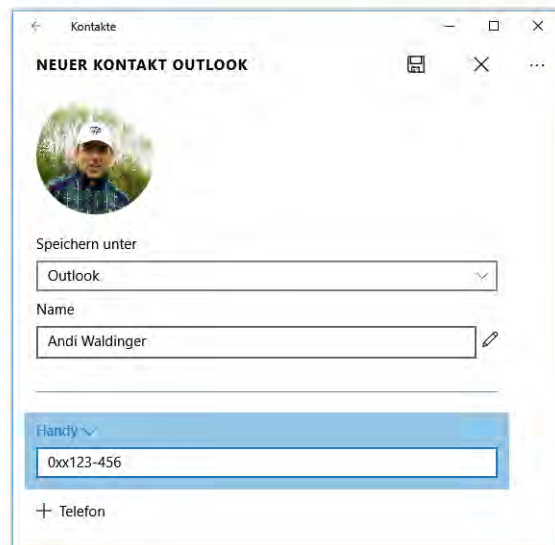 Kontakte
NEUER KONTAKT OUTLOOK
Speichern unter
Outlook
Name
Andi Waldinger
Handy
0xx123-456
+ Telefon